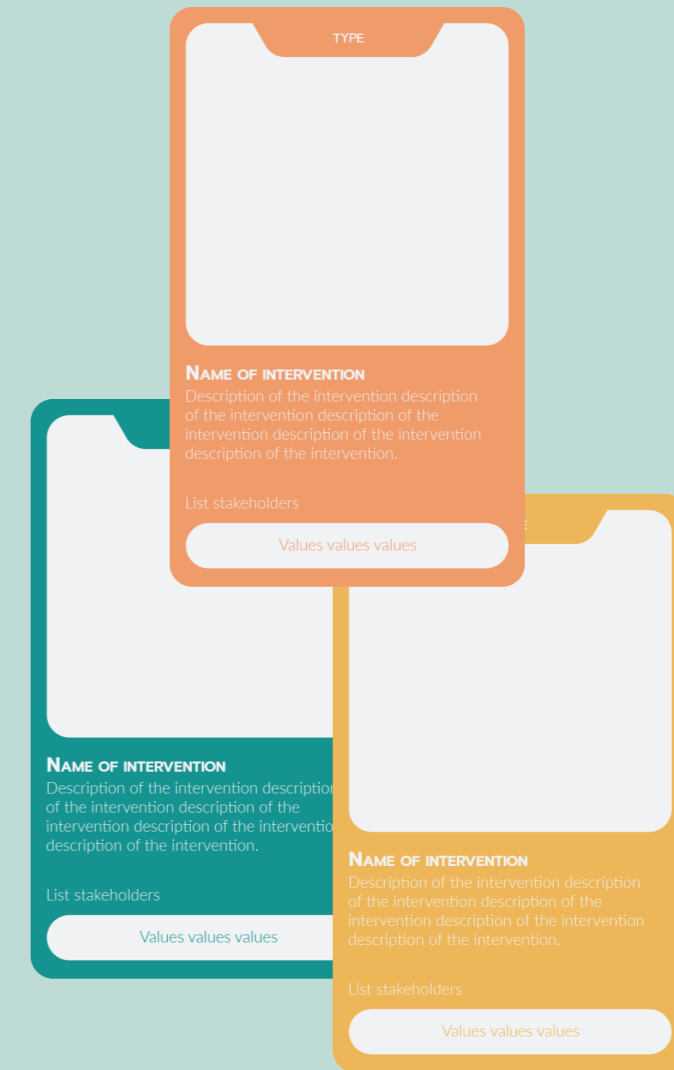 TYPE
NAME OF INTERVENTION
Description of the intervention description
of the intervention description of the
intervention description of the intervention
description of the intervention.
List stakeholders
Values values values
NAME OF INTERVENTION
Description of the intervention description
of the intervention description of the
intervention description of the
description of the intervention.
List stakeholders
Values values values
NAME OF INTERVENTION
Description of the intervention description
of the intervention description of the
intervention description of the intervention
description of the intervention.
List stakeholders
Values values values